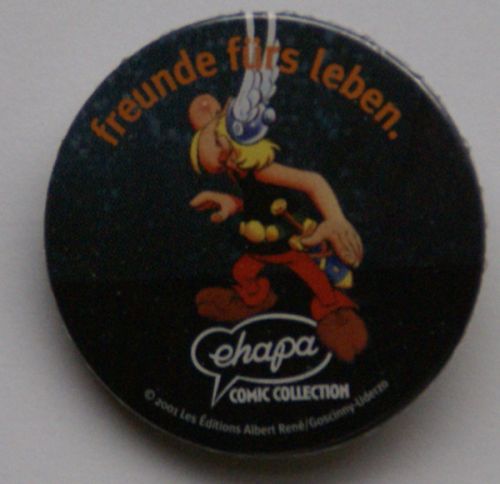 freunde fürs leben.
ehapa
COMIC COLLECTION
© 2001 Les Éditions Albert René/Goscinny-Uderzo